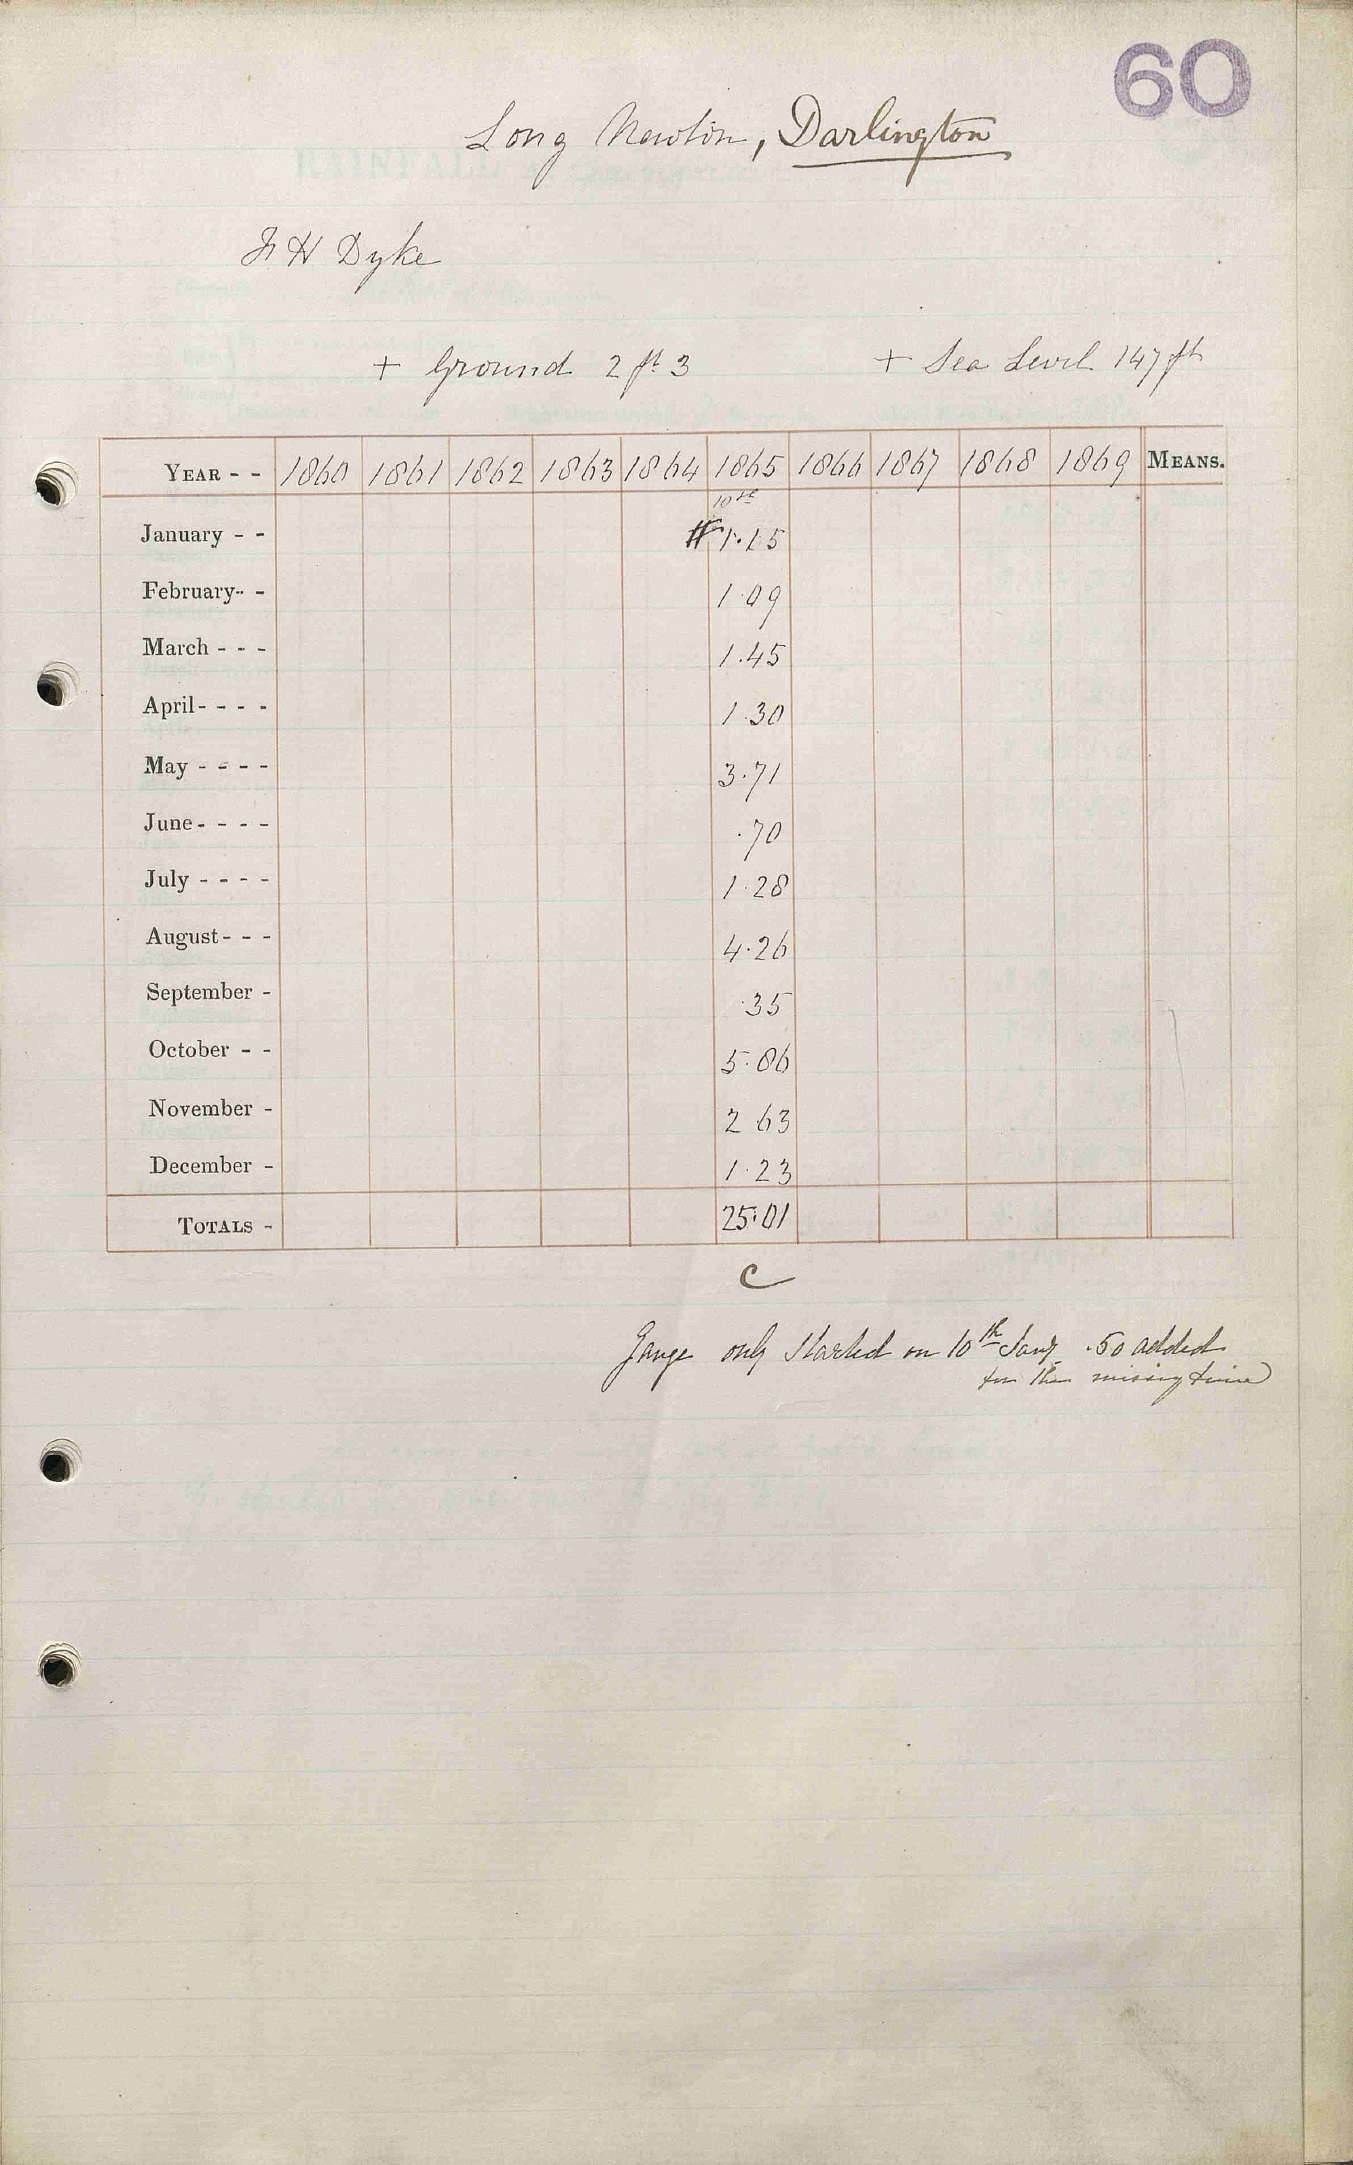 60
Long Newton, Darlington
H Dyke
+ Ground 2 ft 3
+ Sea Level 147 ft
YEAR - - 1860 1861 1862 1863 1864 1865 1866 1867 1868 1869 MEANS.
10th
January - - # 1.15
February - - 1.09
March - - - 1.45
April - - - - 1.30
May - - - - 3.71
June - - - - .70
July - - - - 1.28
August - - - 4.26
September - .35
October - - 5.86
November - 2 63
December - 1.23
TOTALS - 25.01
C
Gauge only started on 10th Jany .50 added
for the missing time